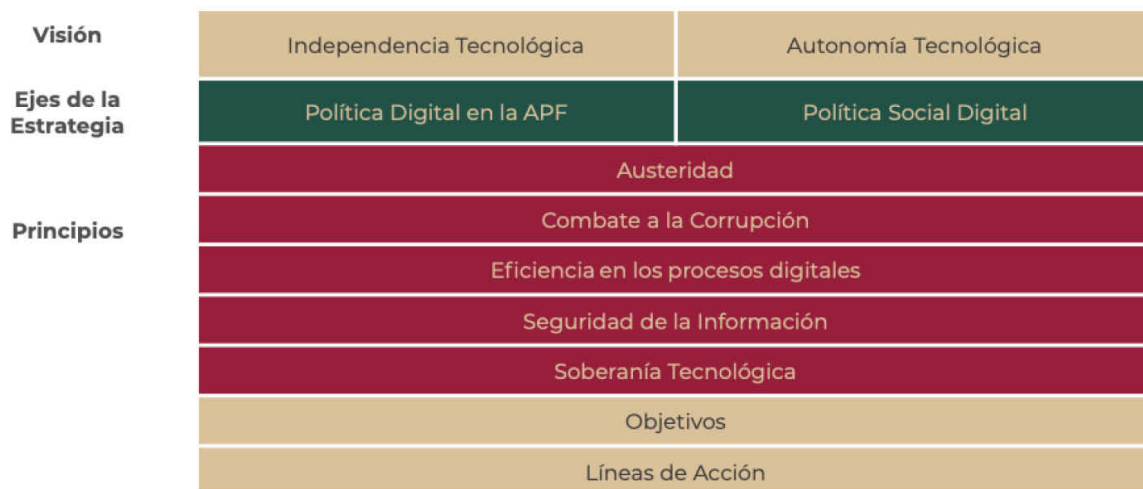 Visión
Independencia Tecnológica
Autonomía Tecnológica
Ejes de la
Estrategia
Política Digital en la APF
Política Social Digital
Principios
Austeridad
Combate a la Corrupción
Eficiencia en los procesos digitales
Seguridad de la Información
Soberanía Tecnológica
Objetivos
Líneas de Acción